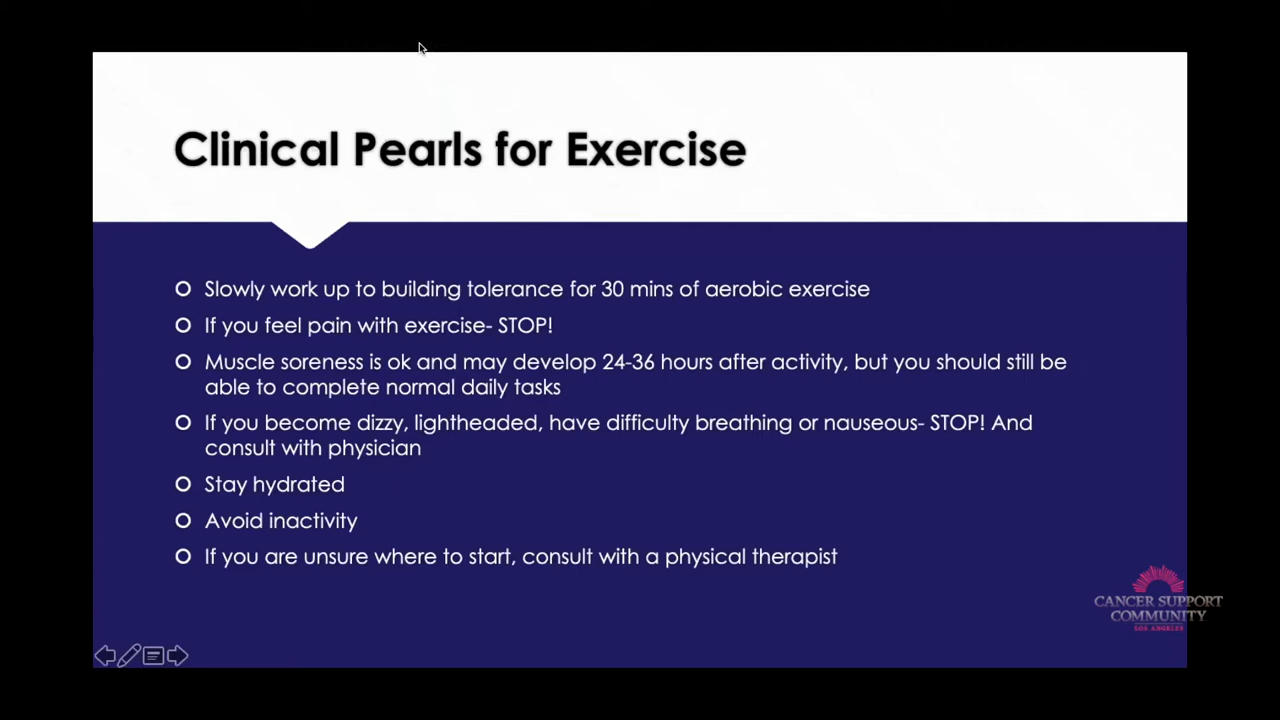 Clinical Pearls for Exercise
Slowly work up to building tolerance for 30 mins of aerobic exercise
If you feel pain with exercise- STOP!
Muscle soreness is ok and may develop 24-36 hours after activity, but you should still be
able to complete normal daily tasks
If you become dizzy, lightheaded, have difficulty breathing or nauseous- STOP! And
consult with physician
Stay hydrated
Avoid inactivity
If you are unsure where to start, consult with a physical therapist
CANCER SUPPORT
COMMUNITY
LOS ANGELES